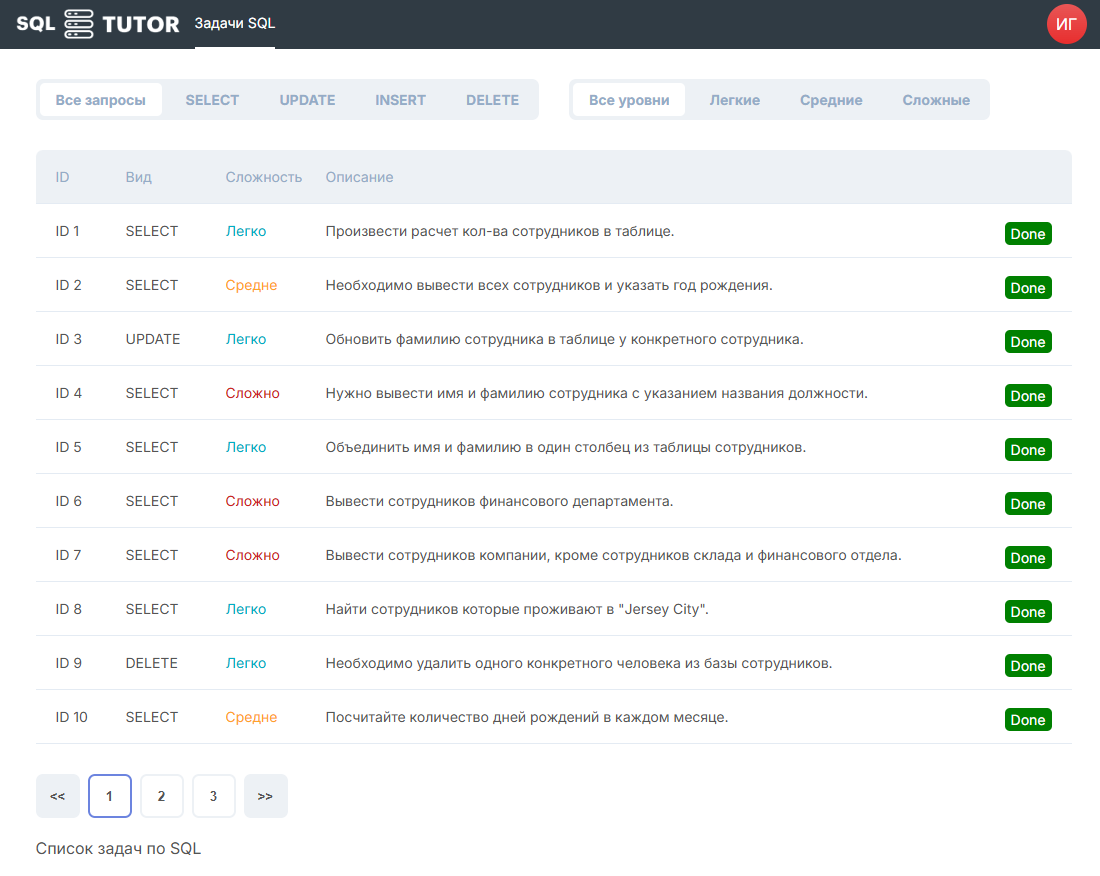 SQL TUTOR Задачи SQL ИГ
Все запросы SELECT UPDATE INSERT DELETE Все уровни Легкие Средние Сложные
ID Вид Сложность Описание
ID 1 SELECT Легко Произвести расчет кол-ва сотрудников в таблице. Done
ID 2 SELECT Средне Необходимо вывести всех сотрудников и указать год рождения. Done
ID 3 UPDATE Легко Обновить фамилию сотрудника в таблице у конкретного сотрудника. Done
ID 4 SELECT Сложно Нужно вывести имя и фамилию сотрудника с указанием названия должности. Done
ID 5 SELECT Легко Объединить имя и фамилию в один столбец из таблицы сотрудников. Done
ID 6 SELECT Сложно Вывести сотрудников финансового департамента. Done
ID 7 SELECT Сложно Вывести сотрудников компании, кроме сотрудников склада и финансового отдела. Done
ID 8 SELECT Легко Найти сотрудников которые проживают в "Jersey City". Done
ID 9 DELETE Легко Необходимо удалить одного конкретного человека из базы сотрудников. Done
ID 10 SELECT Средне Посчитайте количество дней рождений в каждом месяце. Done
<< 1 2 3 >>
Список задач по SQL